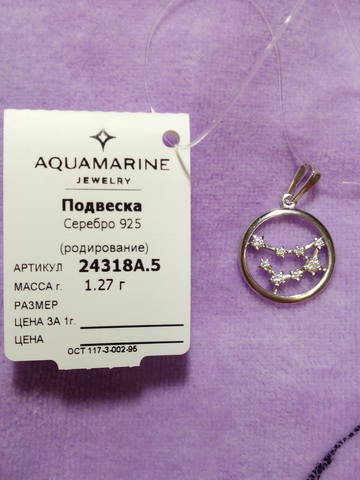 AQUAMARINE
JEWELRY
Подвеска
Серебро 925
(родирование)
АРТИКУЛ 24318А.5
МАССА г. 1.27 г
РАЗМЕР
ЦЕНА ЗА 1г.
ЦЕНА
ОСТ 117-3-002-95